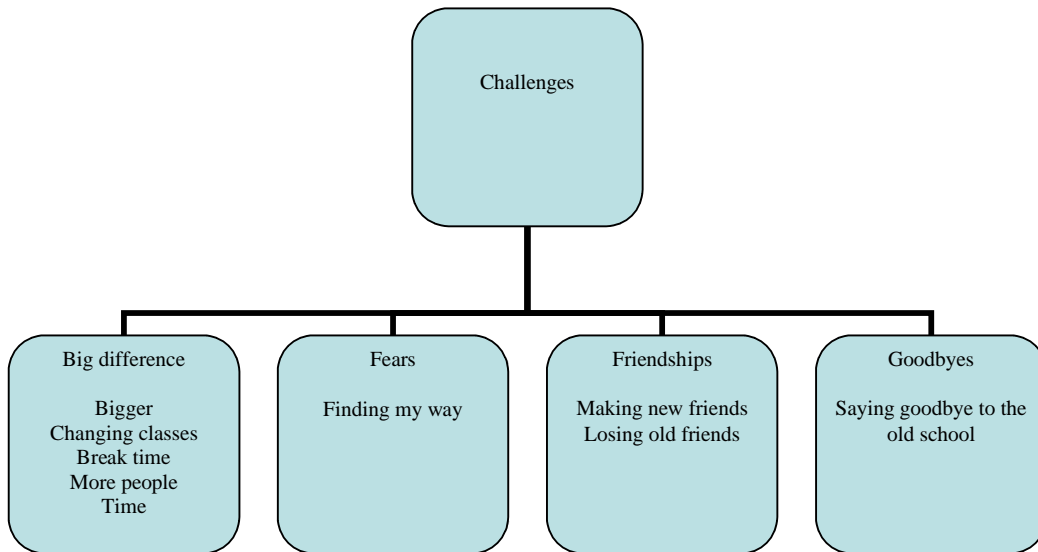 Challenges
Big difference
Bigger
Changing classes
Break time
More people
Time
Fears
Finding my way
Friendships
Making new friends
Losing old friends
Goodbyes
Saying goodbye to the
old school